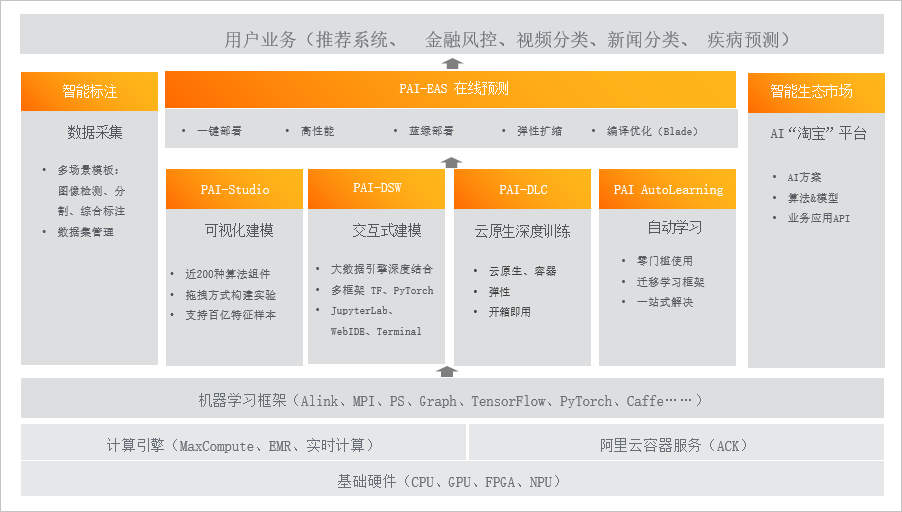 用户业务（推荐系统、 金融风控、视频分类、新闻分类、 疾病预测）
智能标注
数据采集
• 多场景模板：
图像检测、分
割、综合标注
• 数据集管理
PAI-EAS 在线预测
• 一键部署 • 高性能 • 蓝绿部署 • 弹性扩缩 • 编译优化（Blade）
PAI-Studio
可视化建模
• 近200种算法组件
• 拖拽方式构建实验
• 支持百亿特征样本
PAI-DSW
交互式建模
• 大数据引擎深度结合
• 多框架 TF、PyTorch
• JupyterLab、
WebIDE、Terminal
PAI-DLC
云原生深度训练
• 云原生、容器
• 弹性
• 开箱即用
PAI AutoLearning
自动学习
• 零门槛使用
• 迁移学习框架
• 一站式解决
智能生态市场
AI“淘宝”平台
• AI方案
• 算法&模型
• 业务应用API
机器学习框架（Alink、MPI、PS、Graph、TensorFlow、PyTorch、Caffe……）
计算引擎（MaxCompute、EMR、实时计算）
阿里云容器服务（ACK）
基础硬件（CPU、GPU、FPGA、NPU）